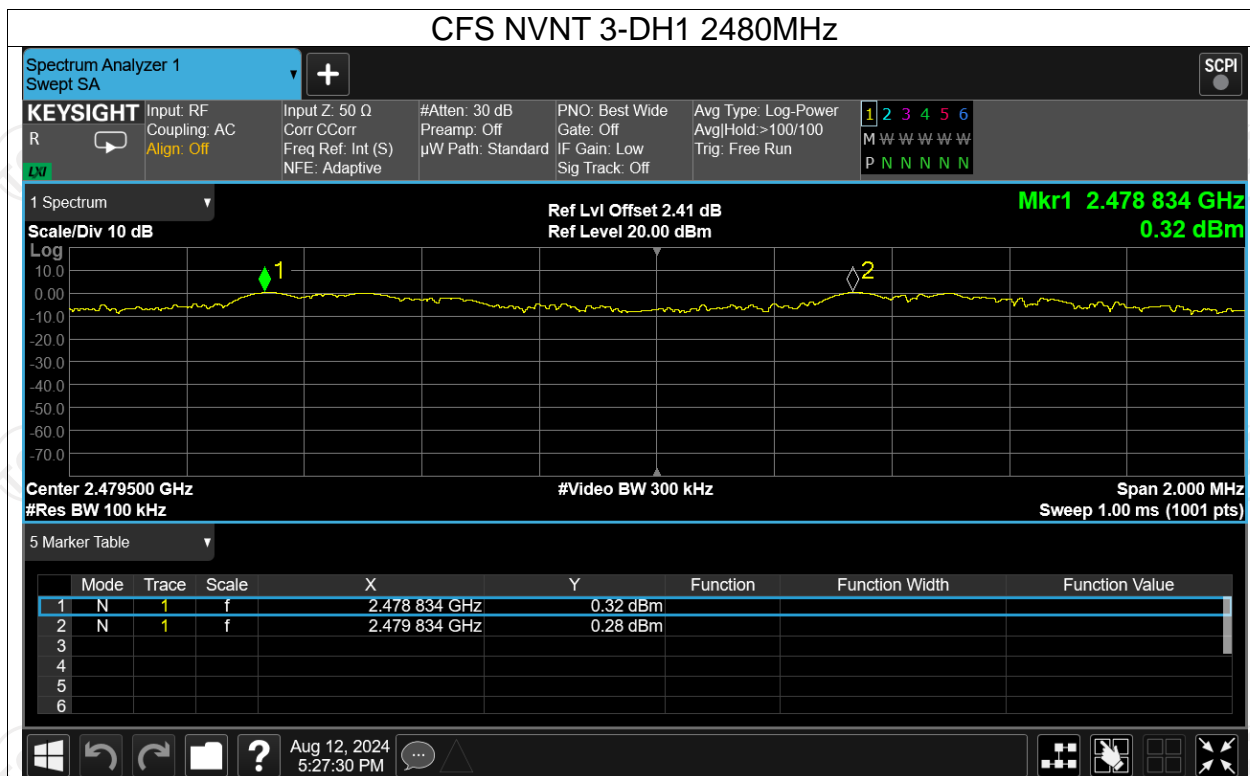 CFS NVNT 3-DH1 2480MHz
Spectrum Analyzer 1
Swept SA
SCPI
KEYSIGHT
R
LXI
Input: RF
Coupling: AC
Align: Off
Input Z: 50 Ω
Corr CCorr
Freq Ref: Int (S)
NFE: Adaptive
#Atten: 30 dB
Preamp: Off
µW Path: Standard
PNO: Best Wide
Gate: Off
IF Gain: Low
Sig Track: Off
Avg Type: Log-Power
Avg|Hold:>100/100
Trig: Free Run
1 2 3 4 5 6
M W W W W W W
P N N N N N N
1 Spectrum
Scale/Div 10 dB
Ref Lvl Offset 2.41 dB
Ref Level 20.00 dBm
Mkr1 2.478 834 GHz
0.32 dBm
Log
10.0
0.00
-10.0
-20.0
-30.0
-40.0
-50.0
-60.0
-70.0
1
2
Center 2.479500 GHz
#Video BW 300 kHz
Span 2.000 MHz
#Res BW 100 kHz
Sweep 1.00 ms (1001 pts)
5 Marker Table
Mode Trace Scale X Y Function Function Width Function Value
1 N 1 f 2.478 834 GHz 0.32 dBm
2 N 1 f 2.479 834 GHz 0.28 dBm
3
4
5
6
?
Aug 12, 2024
5:27:30 PM